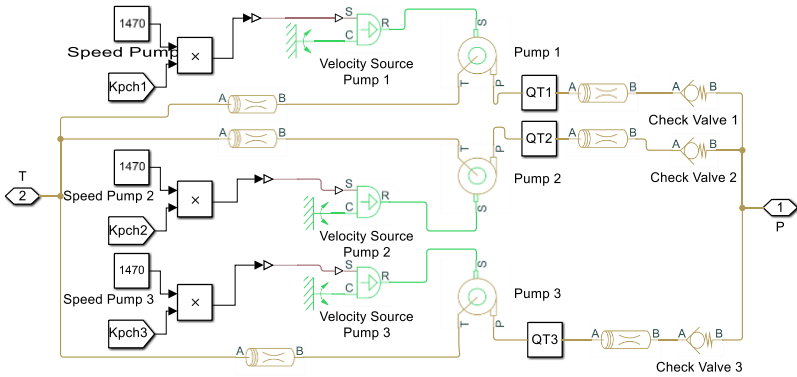 1470
Speed Pump
×
Kpch1
S
C
R
Velocity Source
Pump 1
S
T
P
Pump 1
QT1
A
B
A
B
Check Valve 1
A
B
A
B
T
P
S
Pump 2
QT2
A
B
A
B
Check Valve 2
T
2
1470
Speed Pump 2
×
Kpch2
S
C
R
Velocity Source
Pump 2
1
P
1470
Speed Pump 3
×
Kpch3
S
C
R
Velocity Source
Pump 3
S
T
P
Pump 3
QT3
A
B
A
B
Check Valve 3
A
B